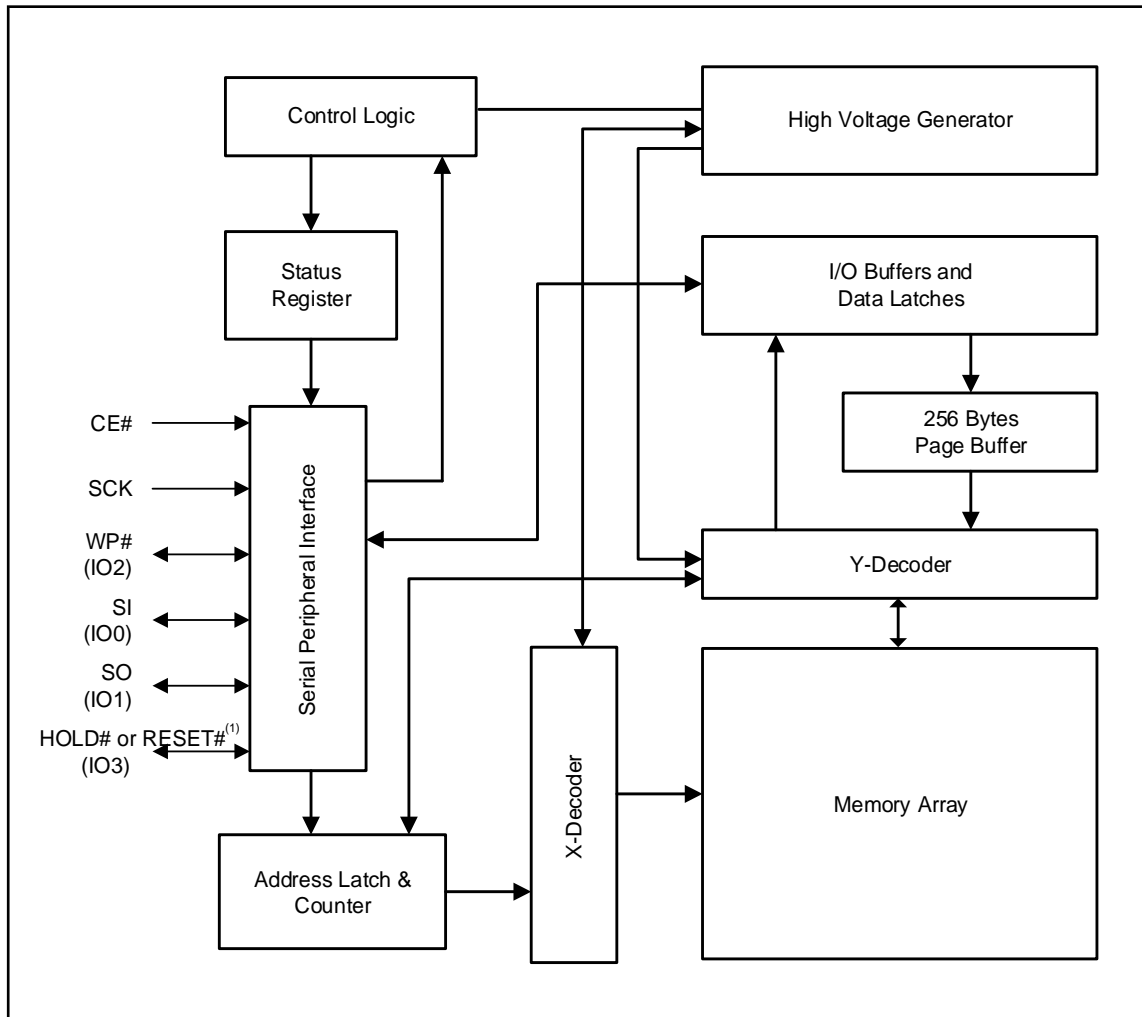 Control Logic
High Voltage Generator
Status
Register
I/O Buffers and
Data Latches
256 Bytes
Page Buffer
CE#
SCK
WP#
(IO2)
SI
(IO0)
SO
(IO1)
HOLD# or RESET#(1)
(IO3)
Serial Peripheral Interface
Y-Decoder
X-Decoder
Memory Array
Address Latch &
Counter